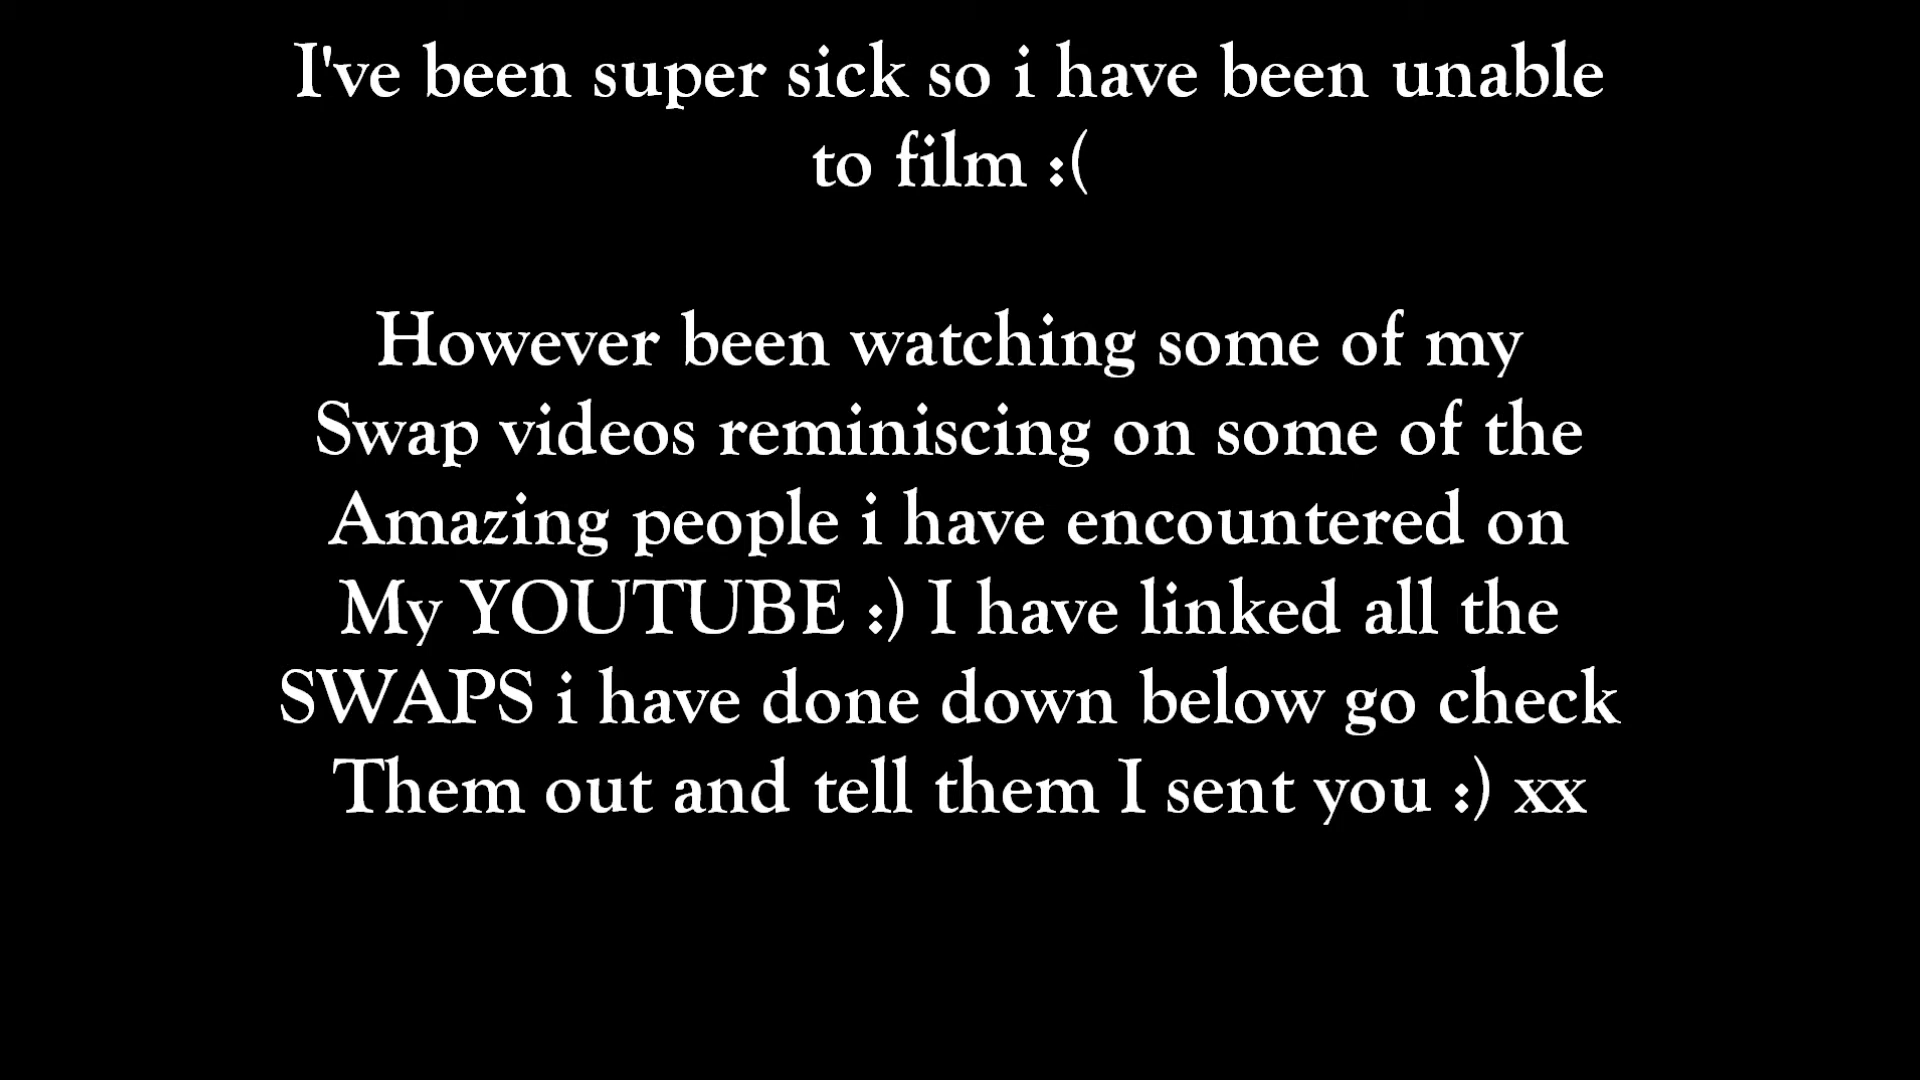 I've been super sick so i have been unable
to film :(
However been watching some of my
Swap videos reminiscing on some of the
Amazing people i have encountered on
My YOUTUBE :) I have linked all the
SWAPS i have done down below go check
Them out and tell them I sent you :) xx